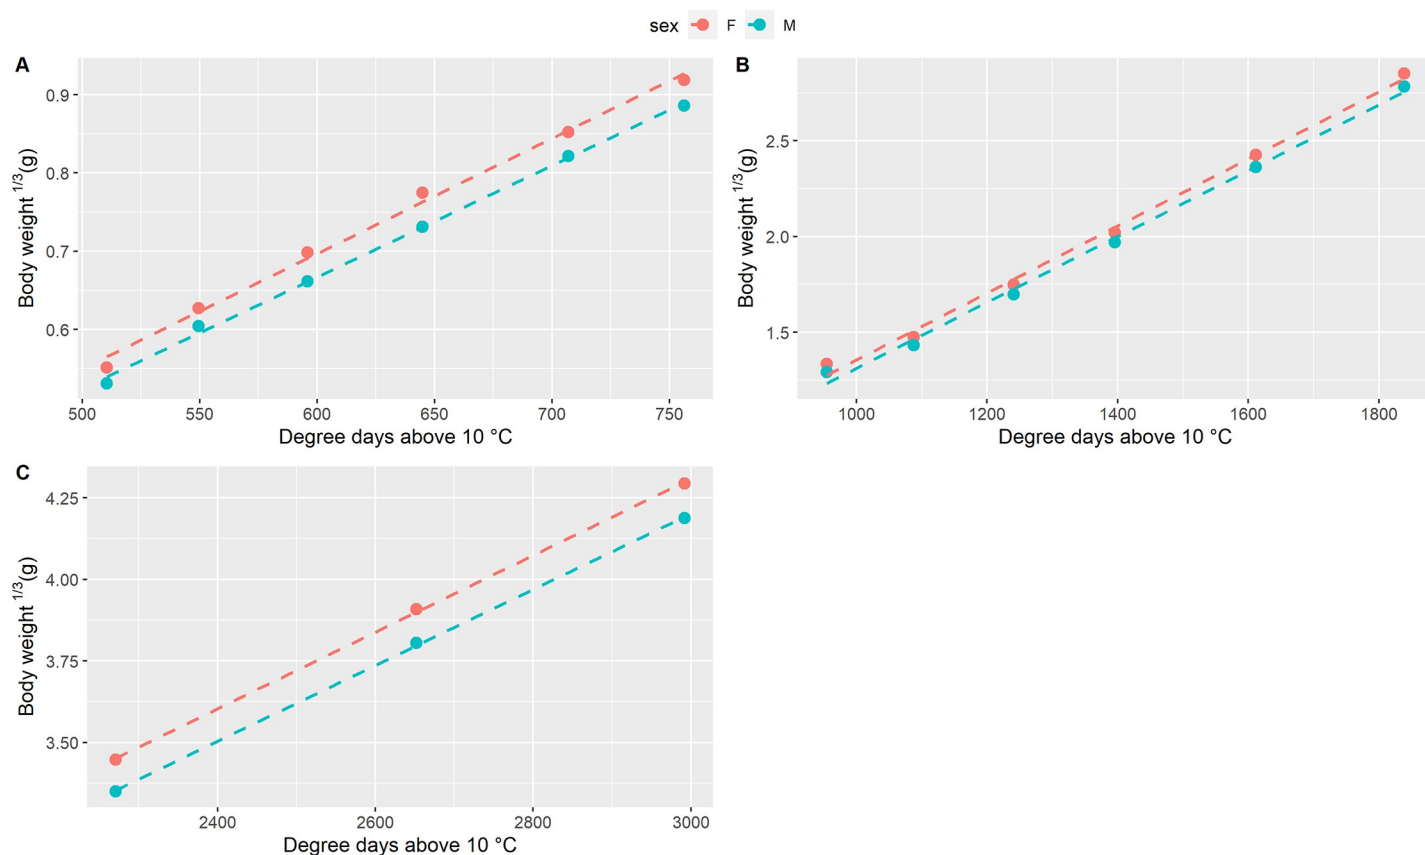 sex F M
A
Body weight 1/3(g)
0.9
0.8
0.7
0.6
500 550 600 650 700 750
Degree days above 10 °C
B
Body weight 1/3(g)
2.5
2.0
1.5
1000 1200 1400 1600 1800
Degree days above 10 °C
C
Body weight 1/3(g)
4.25
4.00
3.75
3.50
2400 2600 2800 3000
Degree days above 10 °C